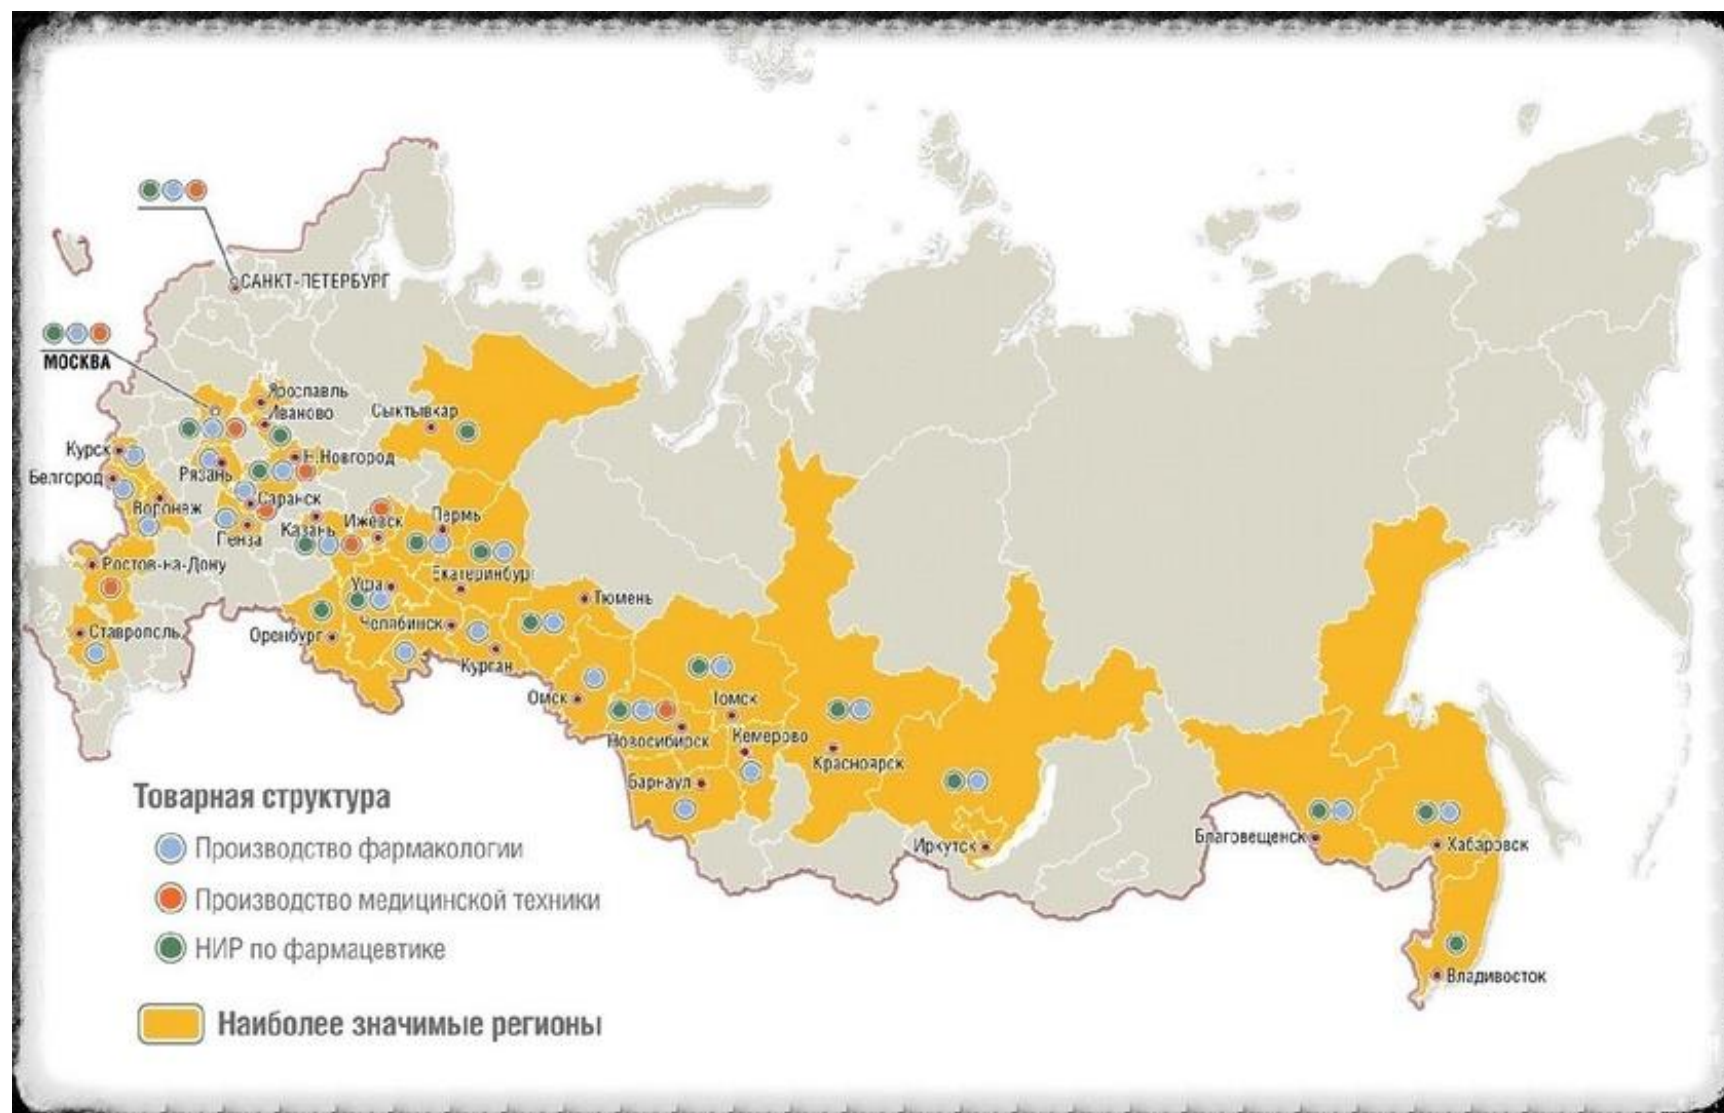 САНКТ-ПЕТЕРБУРГ
МОСКВА
Ярославль
Иваново
Сыктывкар
Курск
Н.Новгород
Рязань
Белгород
Саранск
Воронеж
Ижевск
Пермь
Казань
Пенза
Ростов-на-Дону
Екатеринбург
Уфа
Тюмень
Челябинск
Ставрополь
Оренбург
Курган
Омск
Томск
Новосибирск
Кемерово
Красноярск
Барнаул
Иркутск
Благовещенск
Хабаровск
Владивосток
Товарная структура
Производство фармакологии
Производство медицинской техники
НИР по фармацевтике
Наиболее значимые регионы